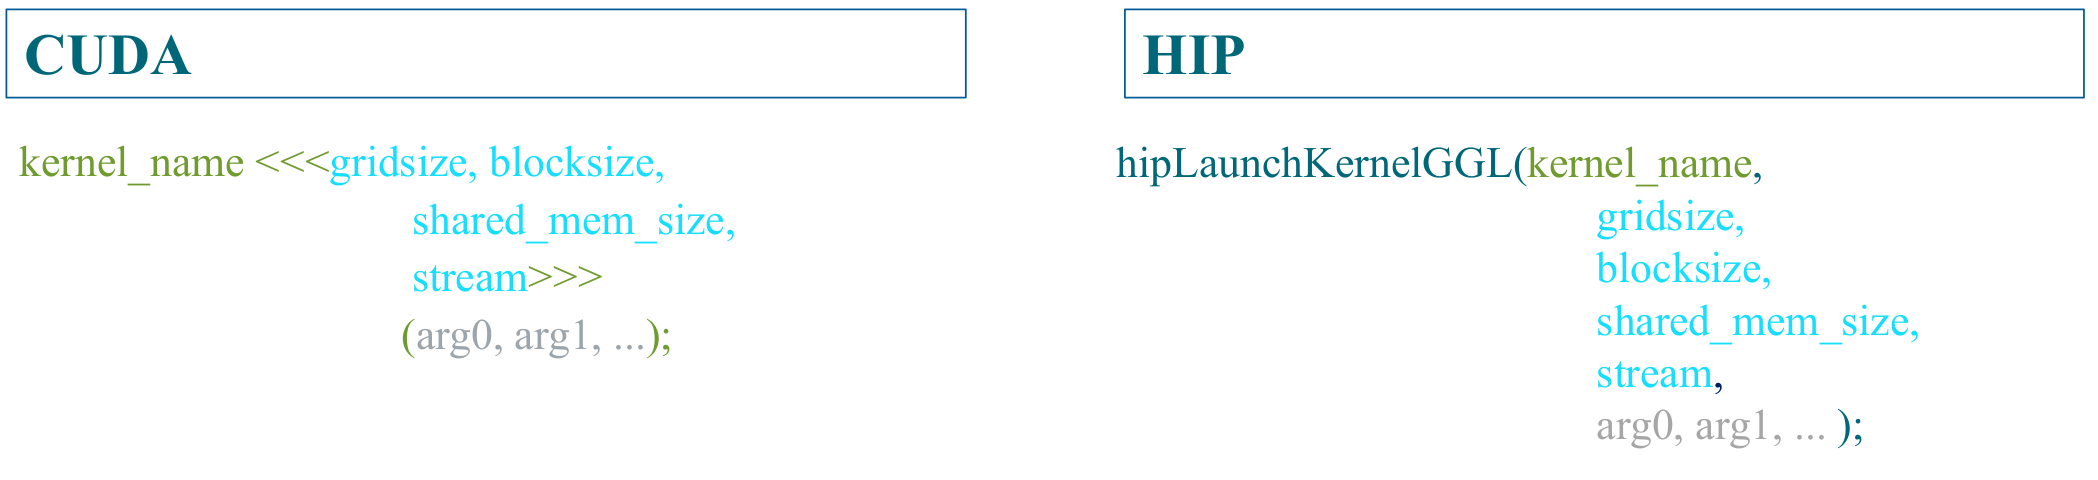 CUDA
kernel_name <<<gridsize, blocksize,
shared_mem_size,
stream>>>
(arg0, arg1, ...);
HIP
hipLaunchKernelGGL(kernel_name,
gridsize,
blocksize,
shared_mem_size,
stream,
arg0, arg1, ... );